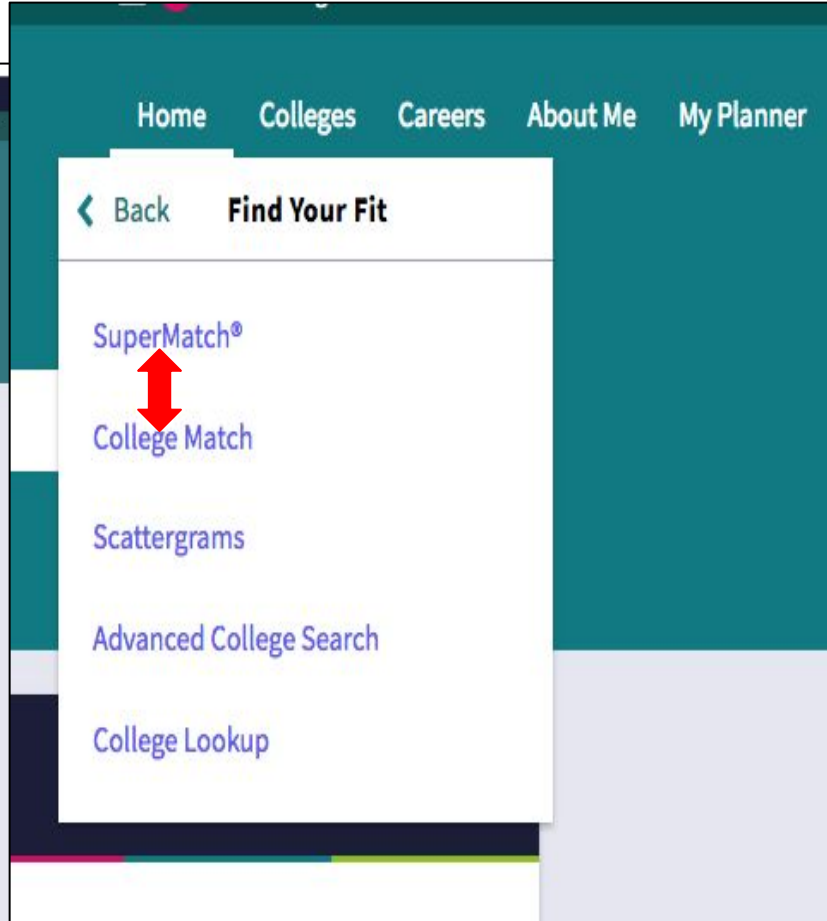 Home Colleges Careers About Me My Planner
Back Find Your Fit
SuperMatch®
College Match
Scattergrams
Advanced College Search
College Lookup